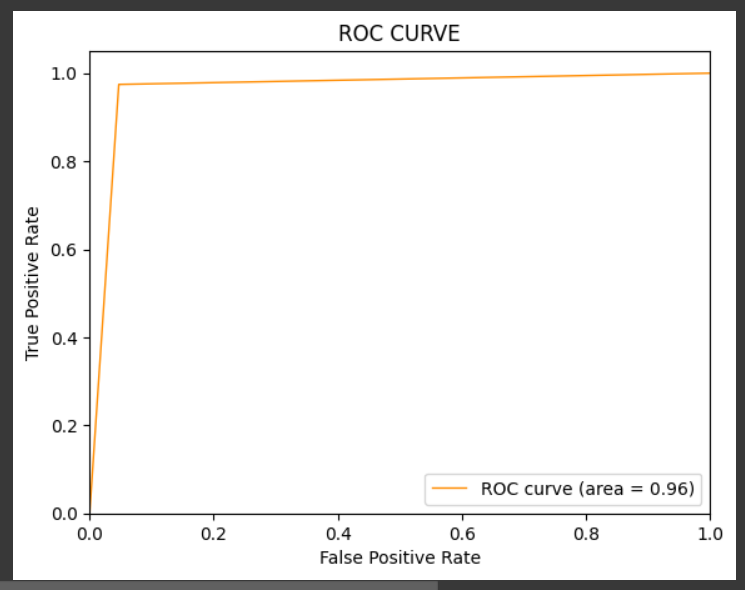 ROC CURVE
True Positive Rate
1.0
0.8
0.6
0.4
0.2
0.0
ROC curve (area = 0.96)
0.0 0.2 0.4 0.6 0.8 1.0
False Positive Rate